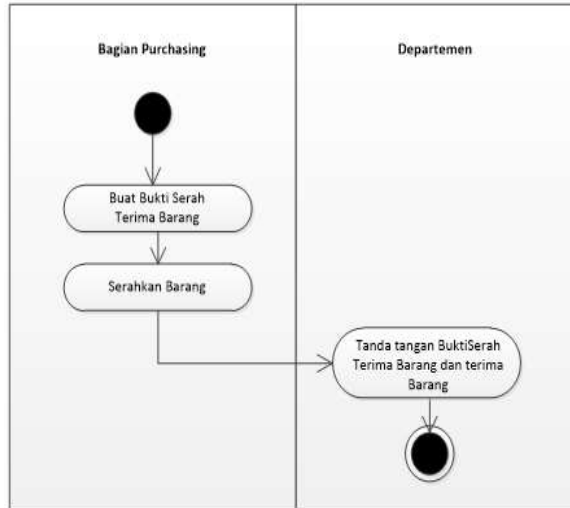 Bagian Purchasing
Departemen
Buat Bukti Serah
Terima Barang
Serahkan Barang
Tanda tangan BuktiSerah
Terima Barang dan terima
Barang